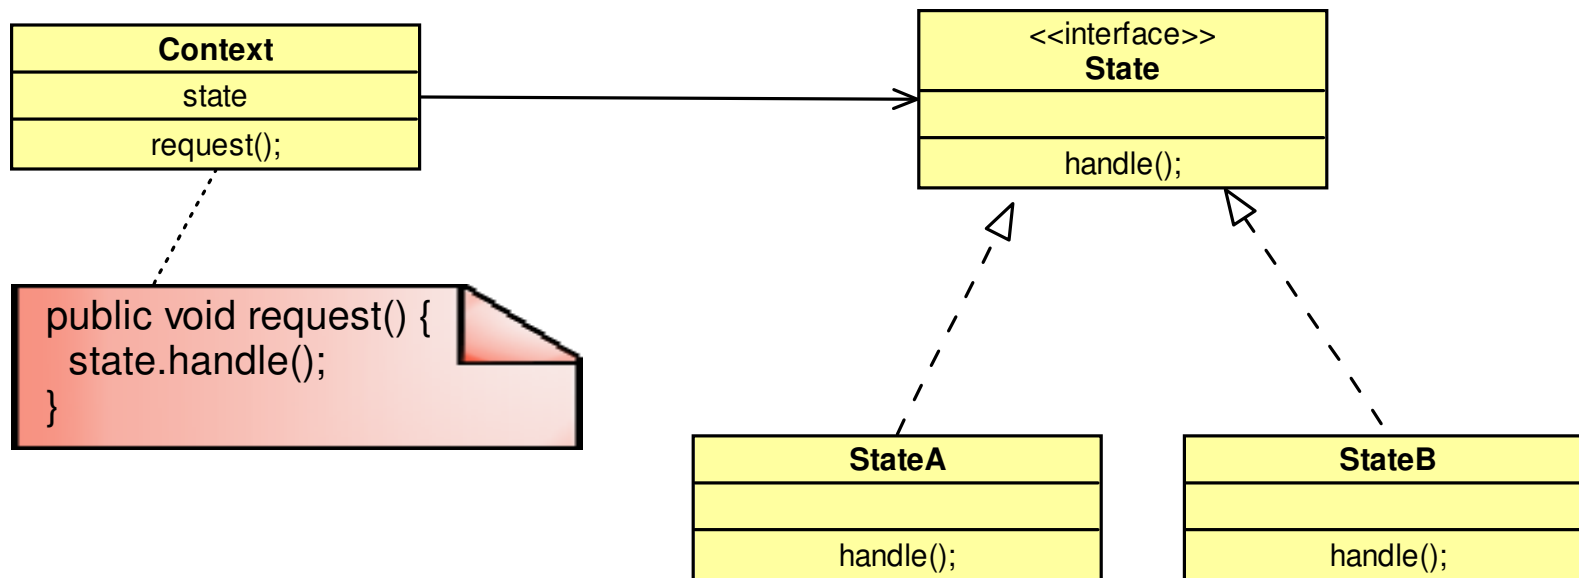 Context
state
request();
<<interface>>
State
handle();
public void request() {
state.handle();
}
StateA
handle();
StateB
handle();